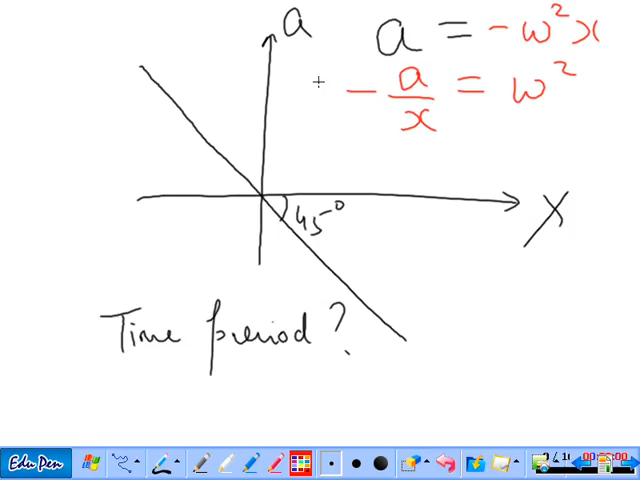 a
a = -ω²x
- a/x = ω²
45°
X
Time period?
Edu Pen